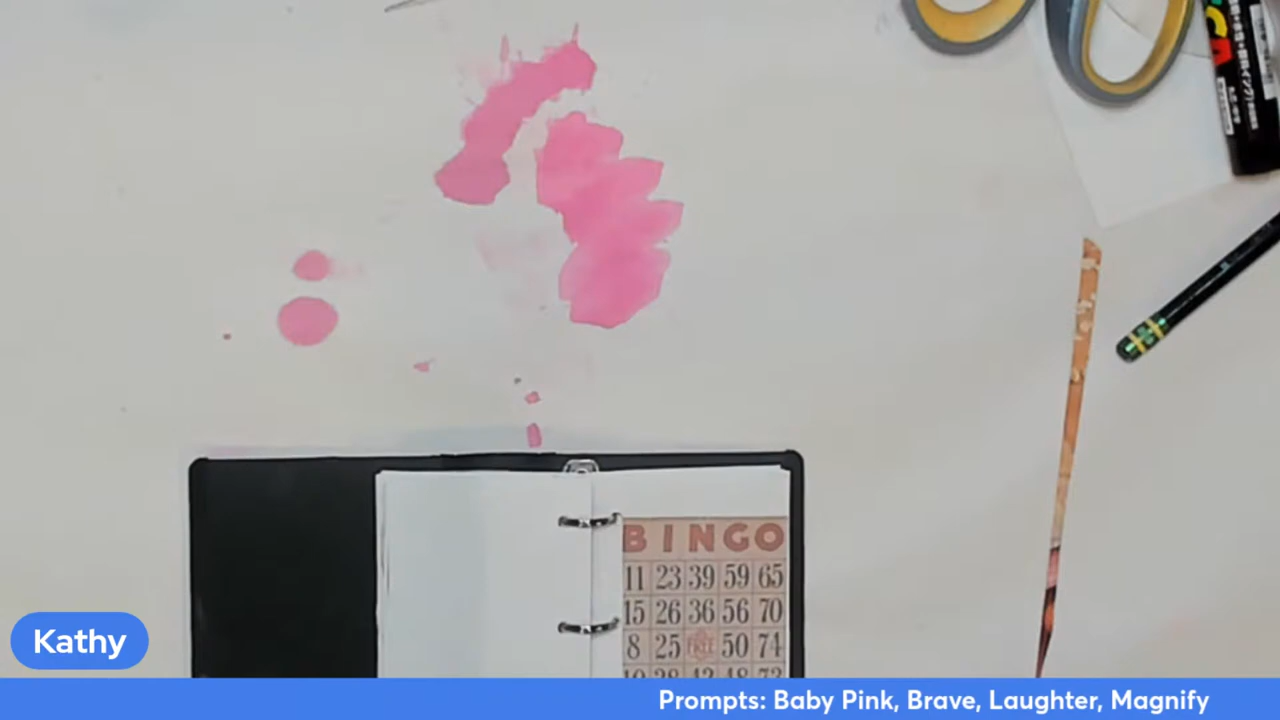 CA
BINGO
11 23 39 59 65
15 26 36 56 70
8 25 FREE 50 74
Kathy
Prompts: Baby Pink, Brave, Laughter, Magnify